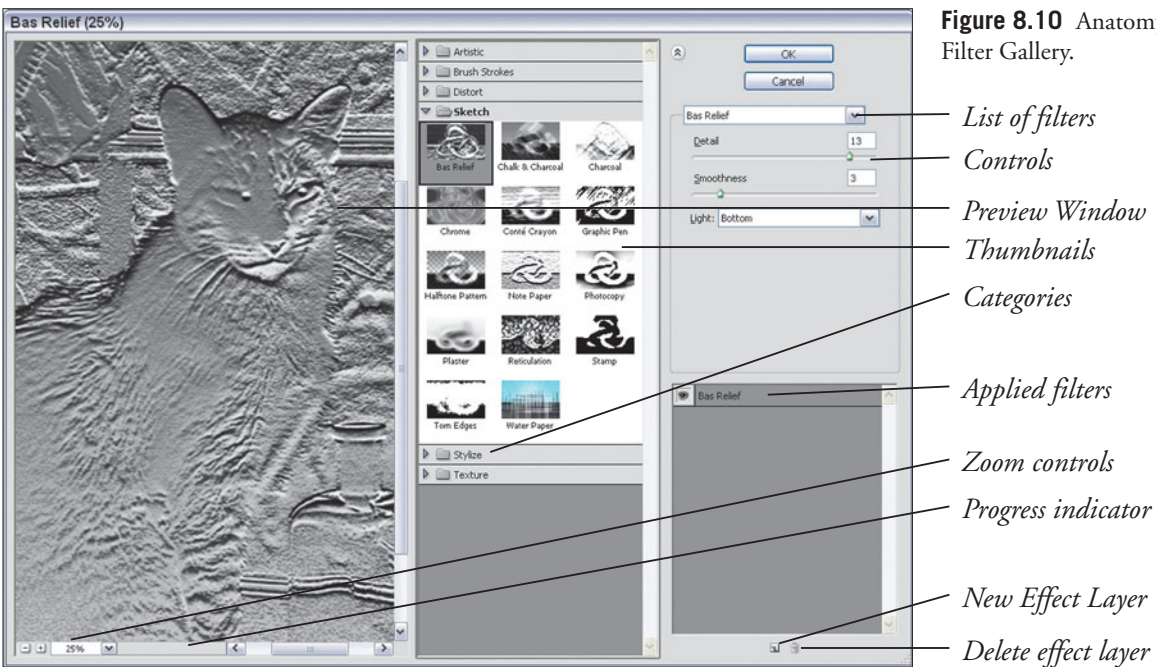 Bas Relief (25%)
Figure 8.10 Anatom
Filter Gallery.
Artistic
Brush Strokes
Distort
Sketch
Bas Relief
Chalk & Charcoal
Charcoal
Chrome
Conté Crayon
Graphic Pen
Halftone Pattern
Note Paper
Photocopy
Plaster
Reticulation
Stamp
Torn Edges
Water Paper
Stylize
Texture
OK
Cancel
Bas Relief
Detail 13
Smoothness 3
Light: Bottom
Bas Relief
25%
List of filters
Controls
Preview Window
Thumbnails
Categories
Applied filters
Zoom controls
Progress indicator
New Effect Layer
Delete effect layer